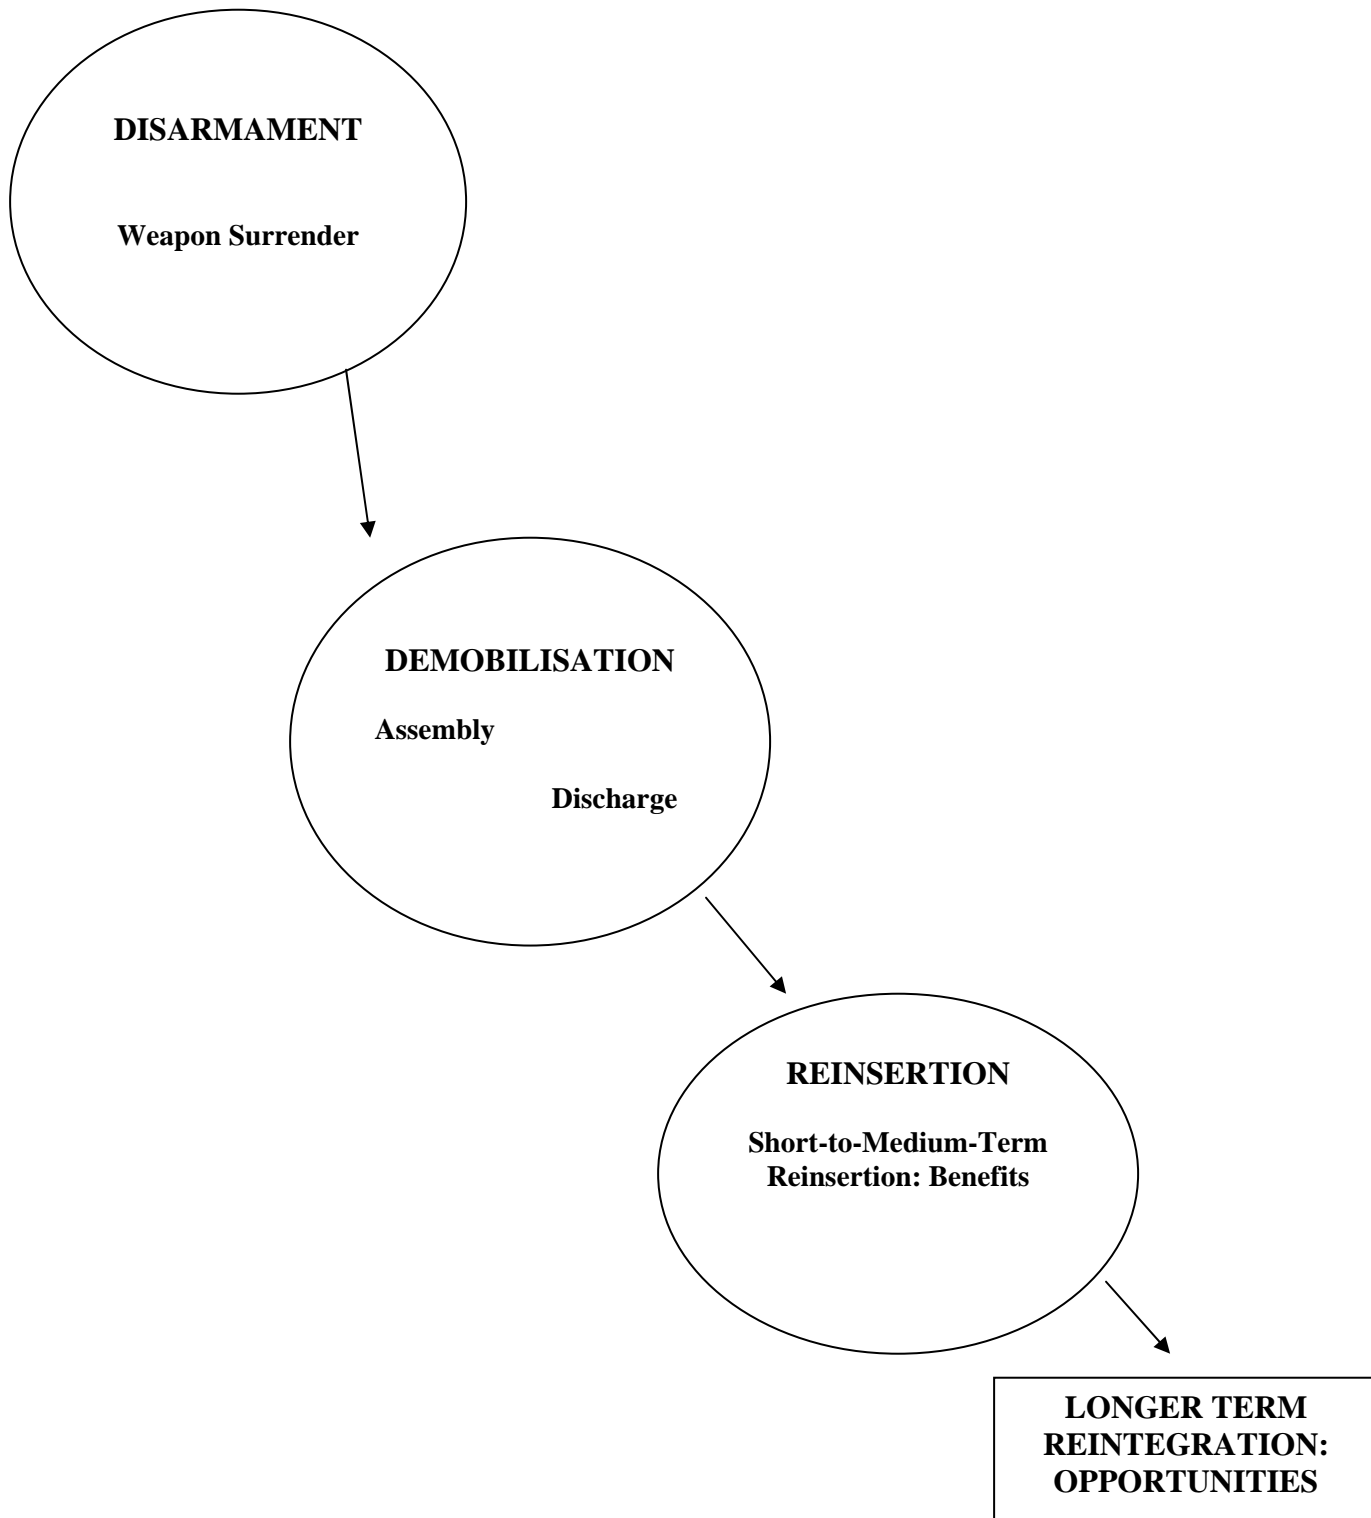 DISARMAMENT
Weapon Surrender
DEMOBILISATION
Assembly
Discharge
REINSERTION
Short-to-Medium-Term
Reinsertion: Benefits
LONGER TERM
REINTEGRATION:
OPPORTUNITIES